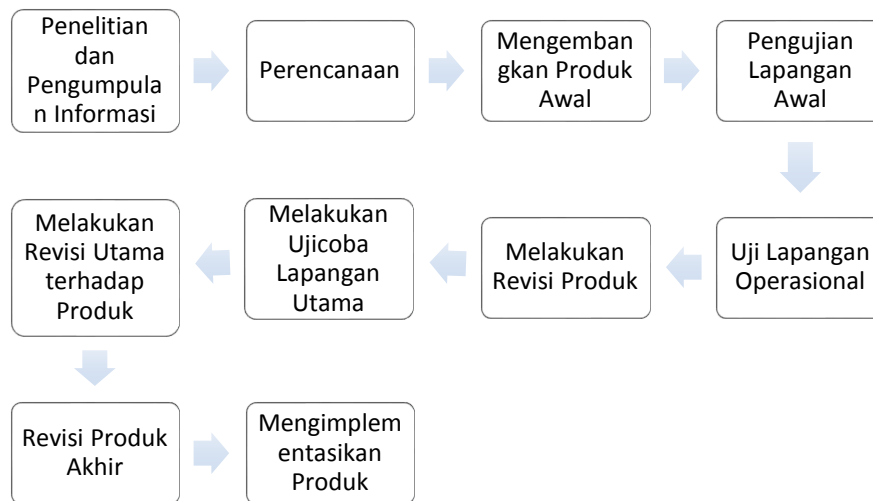 Penelitian
dan
Pengumpula
n Informasi
Perencanaan
Mengemban
gkan Produk
Awal
Pengujian
Lapangan
Awal
Uji Lapangan
Operasional
Melakukan
Revisi Produk
Melakukan
Ujicoba
Lapangan
Utama
Melakukan
Revisi Utama
terhadap
Produk
Revisi Produk
Akhir
Mengimplem
entasikan
Produk